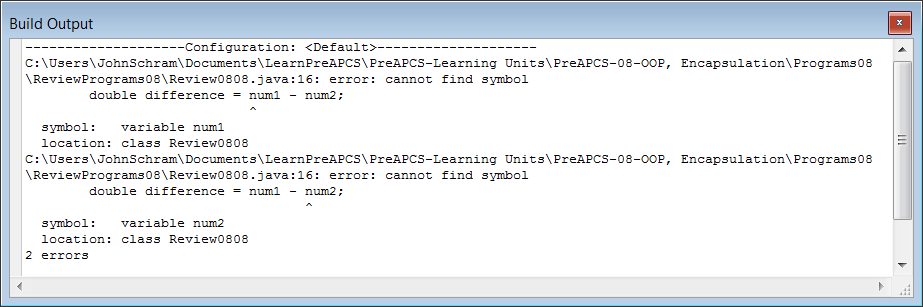 Build Output
--------------------Configuration: <Default>--------------------
C:\Users\JohnSchram\Documents\LearnPreAPCS\PreAPCS-Learning Units\PreAPCS-08-OOP, Encapsulation\Programs08
\ReviewPrograms08\Review0808.java:16: error: cannot find symbol
        double difference = num1 - num2;
                            ^
  symbol:   variable num1
  location: class Review0808
C:\Users\JohnSchram\Documents\LearnPreAPCS\PreAPCS-Learning Units\PreAPCS-08-OOP, Encapsulation\Programs08
\ReviewPrograms08\Review0808.java:16: error: cannot find symbol
        double difference = num1 - num2;
                                   ^
  symbol:   variable num2
  location: class Review0808
2 errors